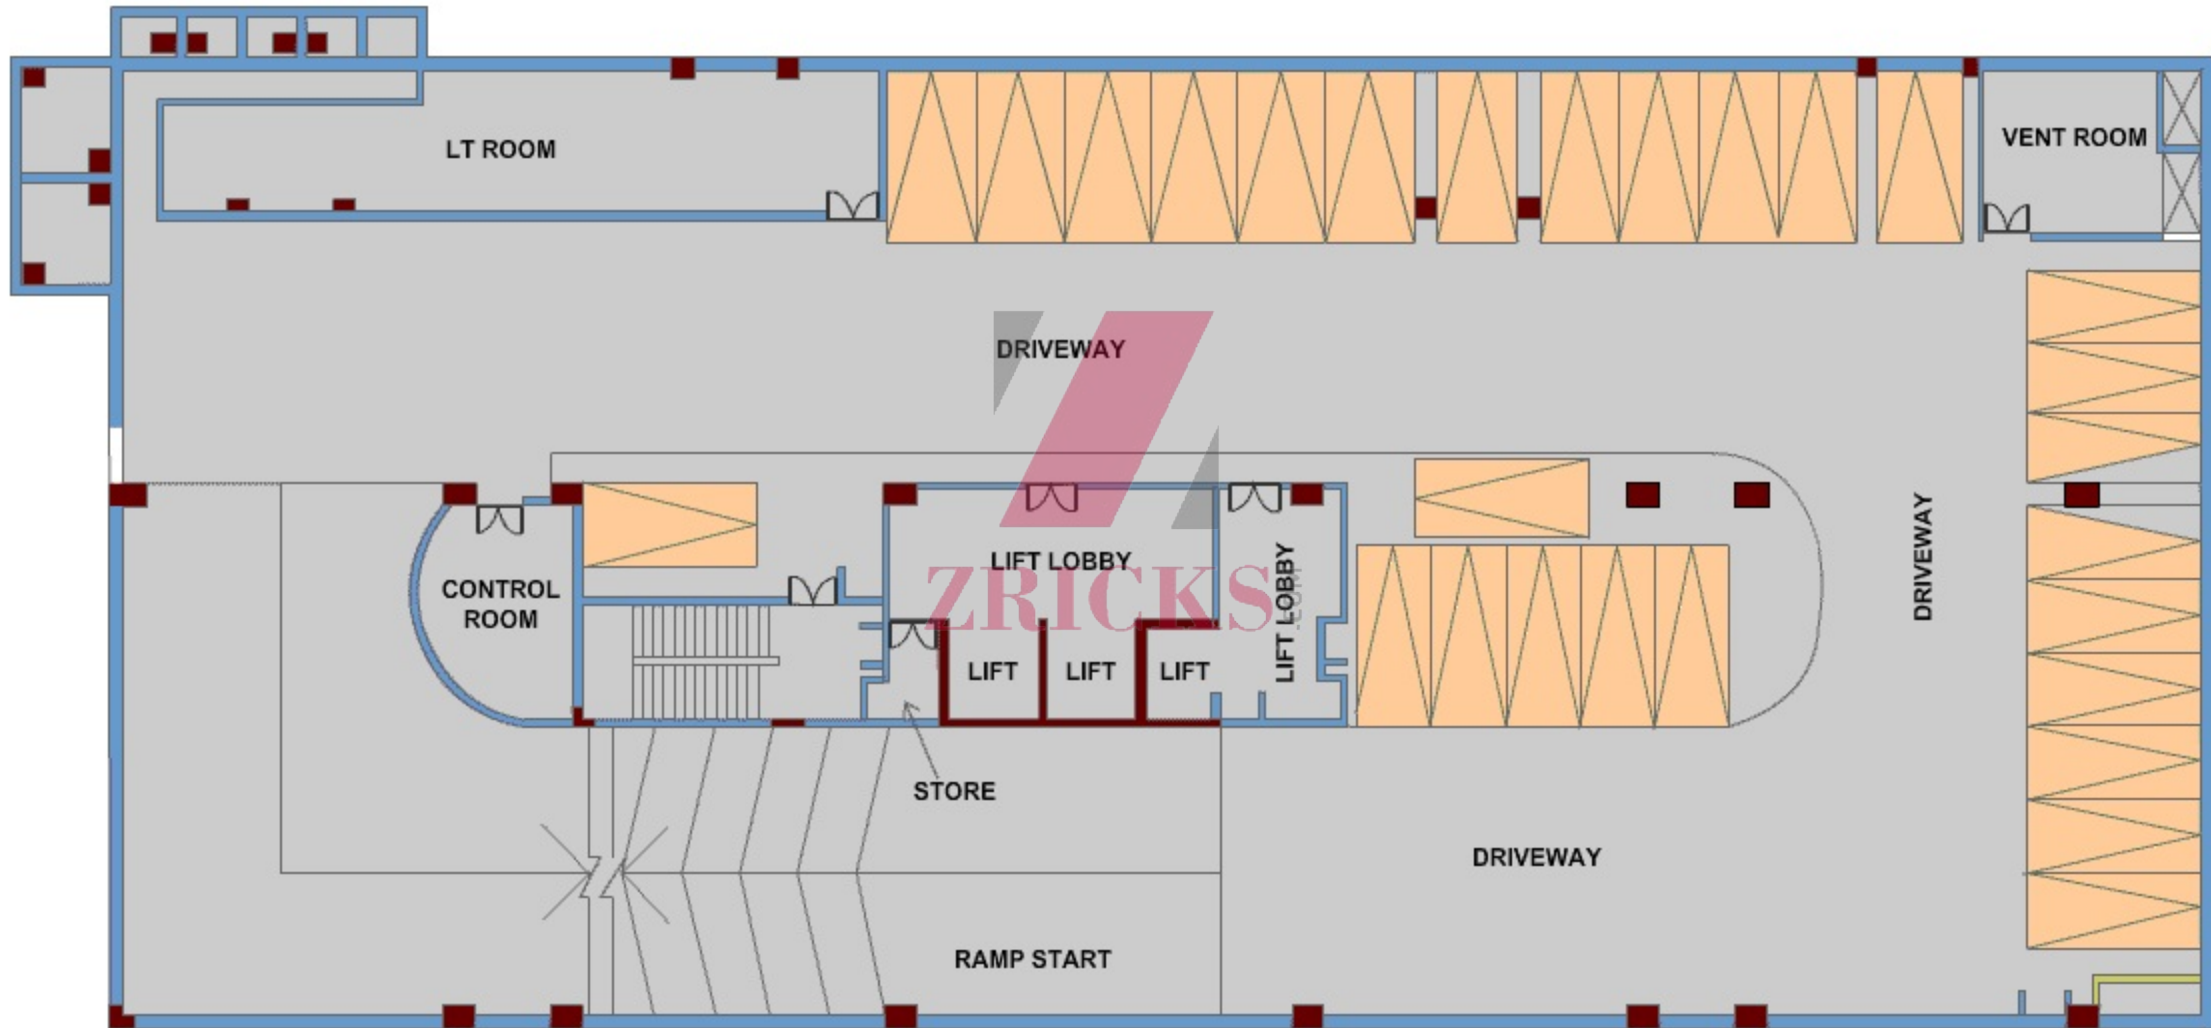 LT ROOM
VENT ROOM
DRIVEWAY
DRIVEWAY
LIFT LOBBY
LIFT LOBBY
CONTROL
ROOM
ZRICKS
.COM
LIFT
LIFT
LIFT
STORE
DRIVEWAY
RAMP START